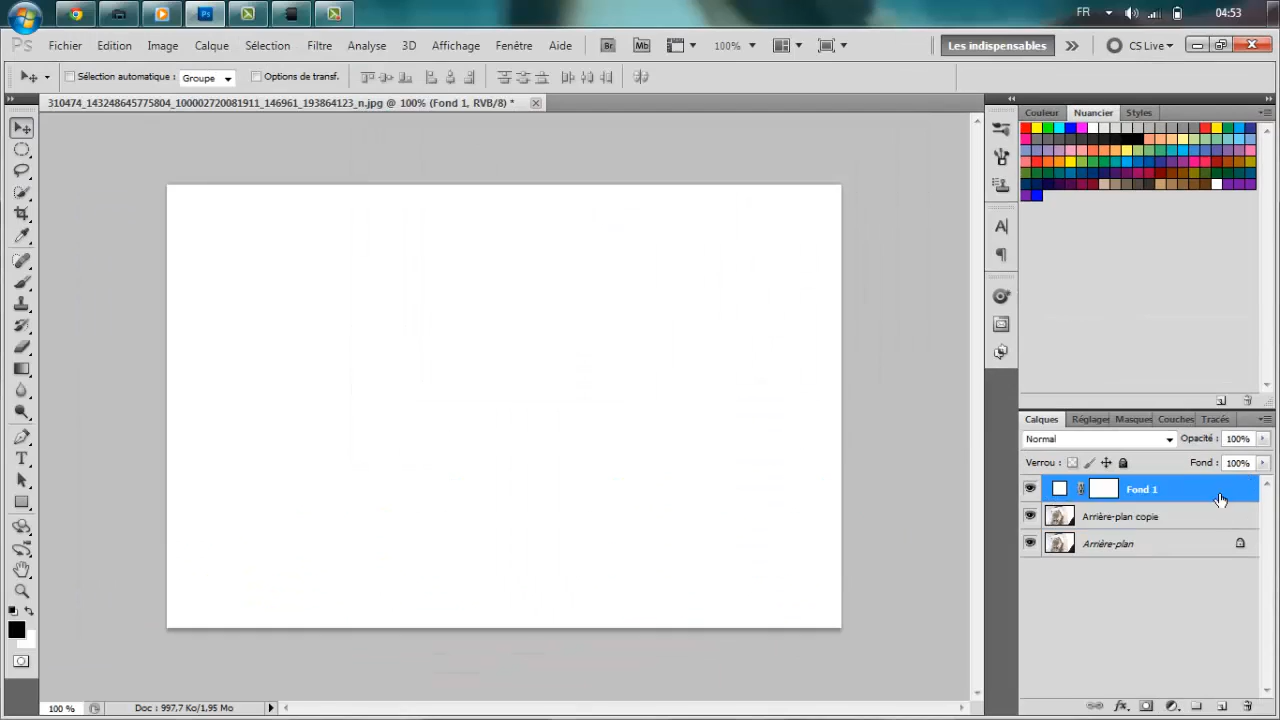 FR 04:53
Ps Fichier Edition Image Calque Sélection Filtre Analyse 3D Affichage Fenêtre Aide Br Mb 100% Les indispensables CS Live
Sélection automatique : Groupe Options de transf.
310474_143248645775804_100002720081911_146961_193864123_n.jpg @ 100% (Fond 1, RVB/8) *
Couleur Nuancier Styles
Calques Réglages Masques Couches Tracés
Normal Opacité : 100%
Verrou : Fond : 100%
Fond 1
Arrière-plan copie
Arrière-plan
100 % Doc : 997,7 Ko/1,95 Mo